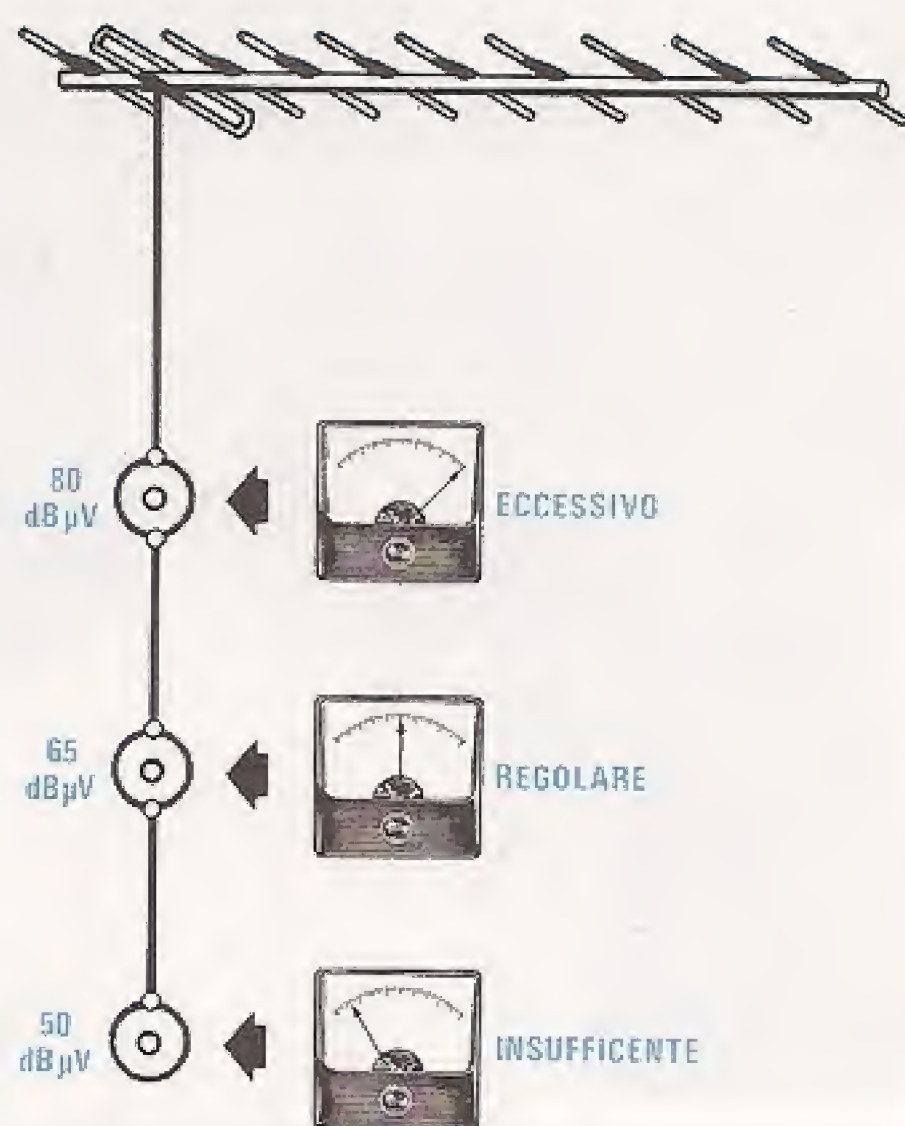 80
dBµV
ECCESSIVO
65
dBµV
REGOLARE
50
dBµV
INSUFFICENTE